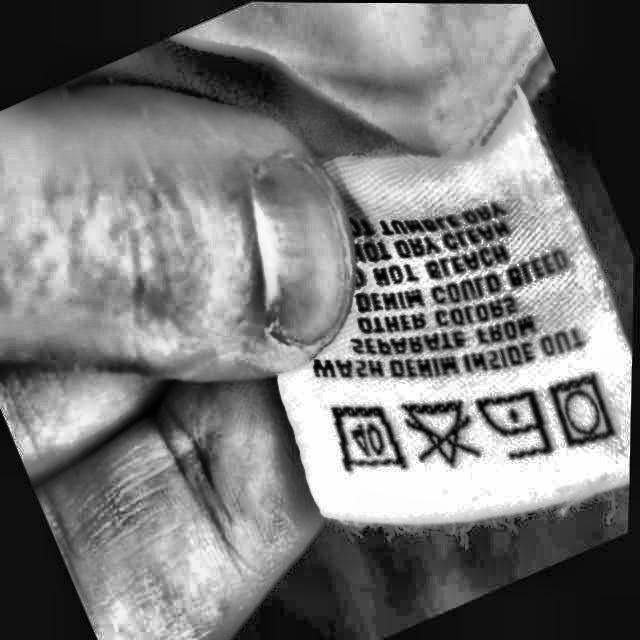 40
WASH DENIM INSIDE OUT
SEPARATE FROM
OTHER COLORS
DENIM COULD BLEED
NOT BLEACH
NOT DRY CLEAN
TUMBLE DRY